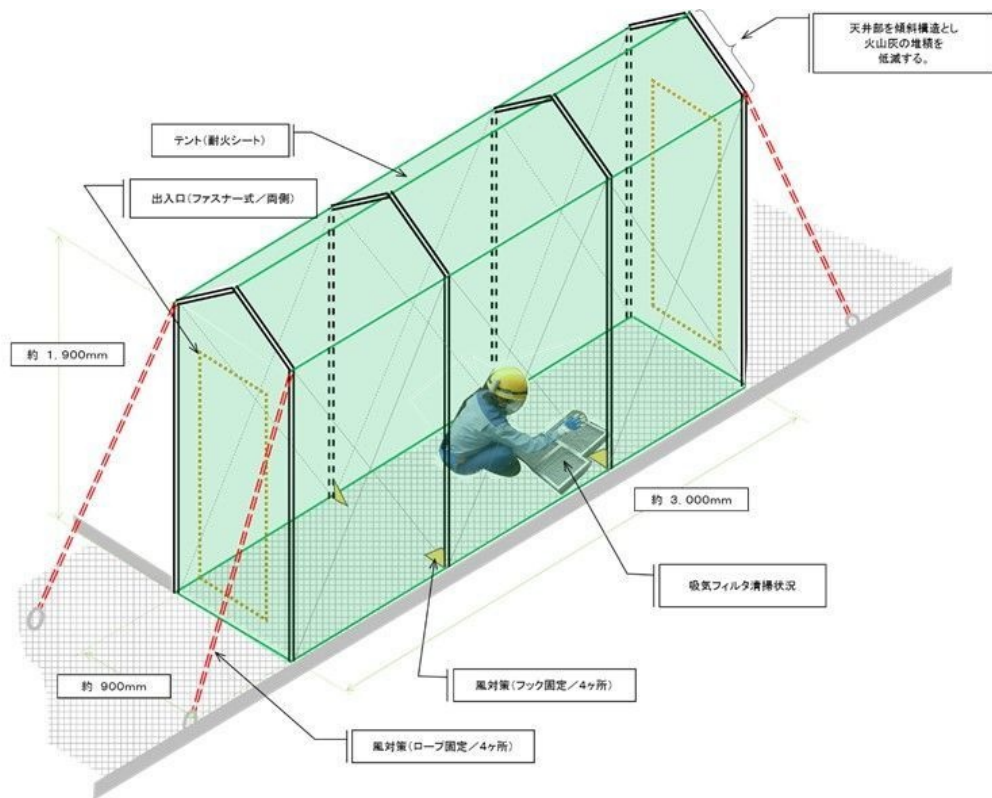 天井部を傾斜構造とし
火山灰の堆積を
低減する。
テント(耐火シート)
出入口(ファスナー式/両側)
約 1,900mm
約 3,000mm
吸気フィルタ清掃状況
約 900mm
風対策(フック固定/4ヶ所)
風対策(ロープ固定/4ヶ所)